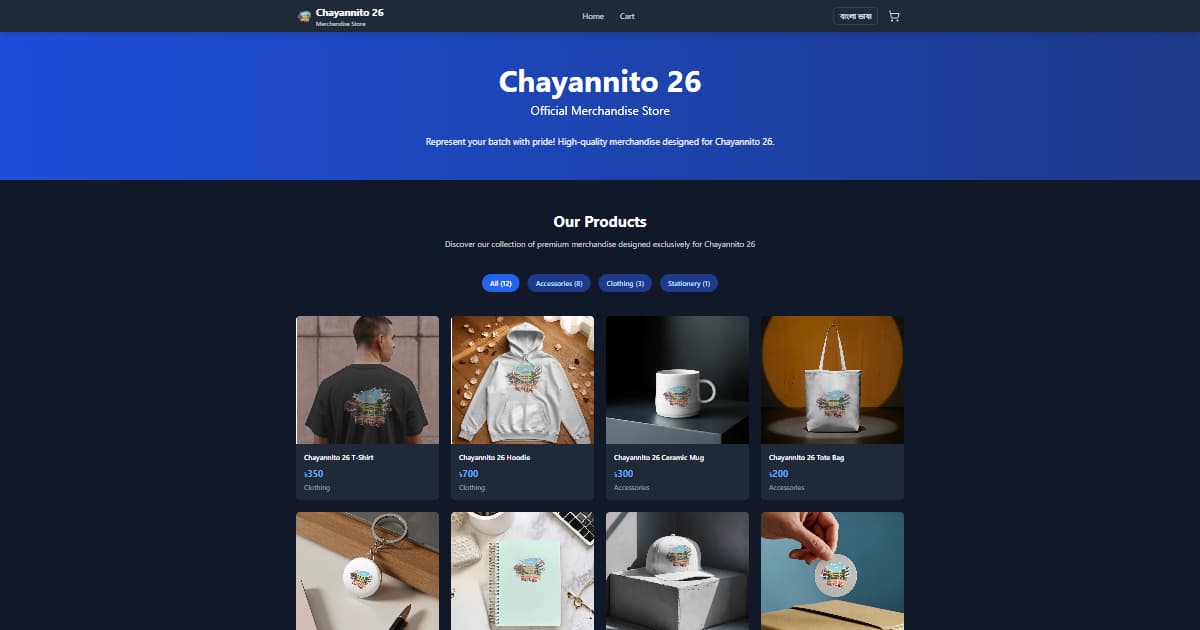 Chayannito 26
Merchandise Store
Home
Cart
বাংলা ভাষা
Chayannito 26
Official Merchandise Store
Represent your batch with pride! High-quality merchandise designed for Chayannito 26.
Our Products
Discover our collection of premium merchandise designed exclusively for Chayannito 26
All (12)
Accessories (8)
Clothing (3)
Stationery (1)
Chayannito 26 T-Shirt
৳350
Clothing
Chayannito 26 Hoodie
৳700
Clothing
Chayannito 26 Ceramic Mug
৳300
Accessories
Chayannito 26 Tote Bag
৳200
Accessories